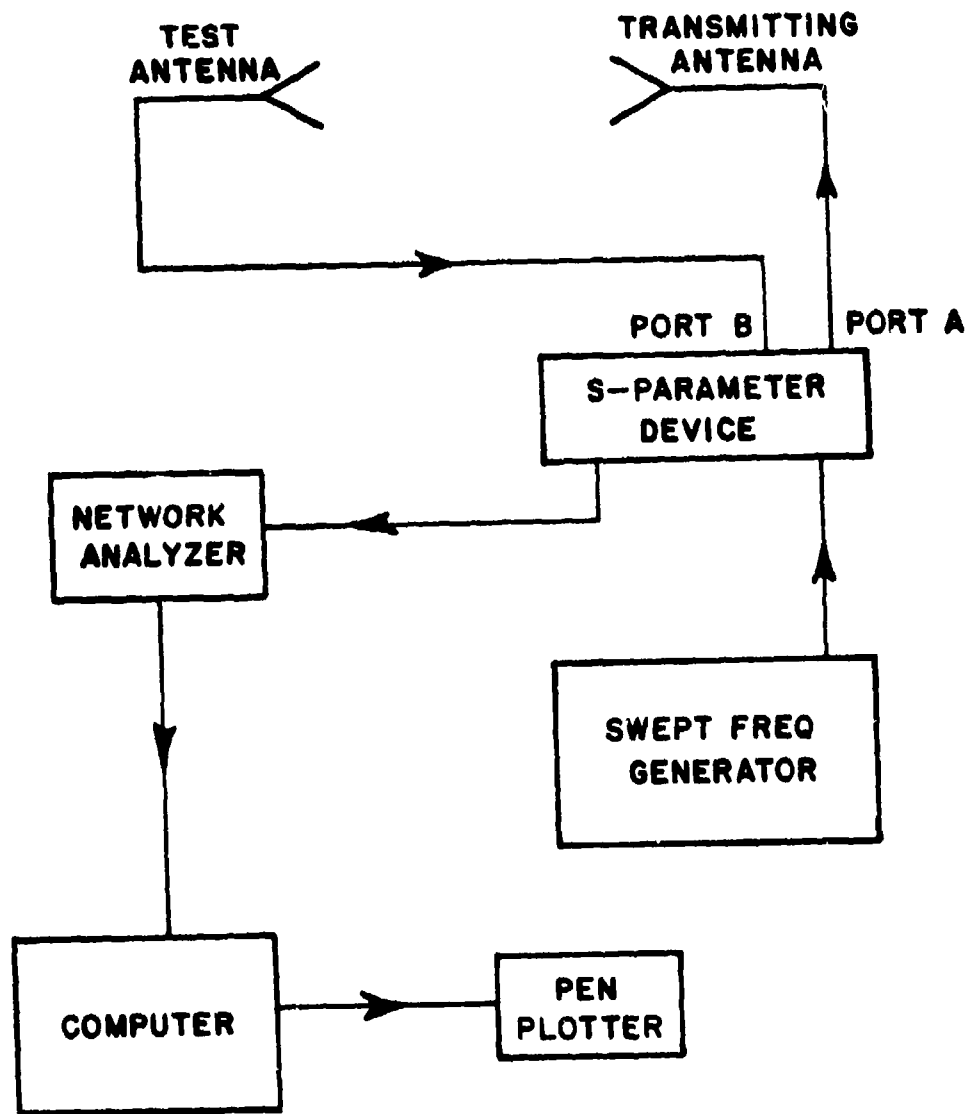 TEST
ANTENNA
TRANSMITTING
ANTENNA
PORT B
PORT A
S-PARAMETER
DEVICE
NETWORK
ANALYZER
SWEPT FREQ
GENERATOR
COMPUTER
PEN
PLOTTER